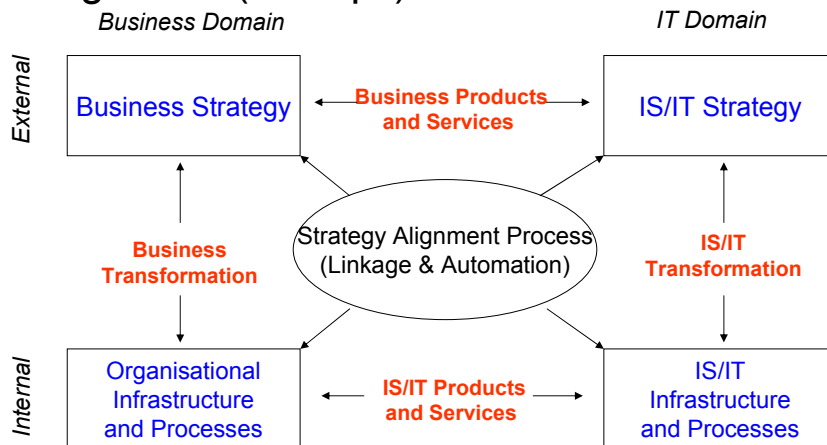 Business Domain
IT Domain
External
Business Strategy
Business Products
and Services
IS/IT Strategy
Business
Transformation
Strategy Alignment Process
(Linkage & Automation)
IS/IT
Transformation
Internal
Organisational
Infrastructure
and Processes
IS/IT Products
and Services
IS/IT
Infrastructure
and Processes